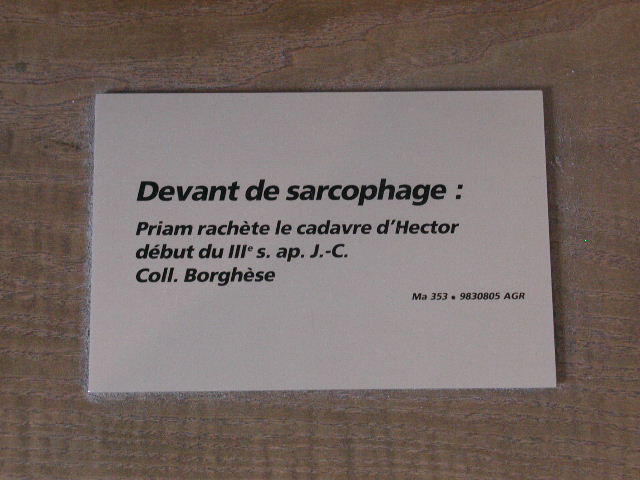 Devant de sarcophage :
Priam rachète le cadavre d'Hector
début du IIIe s. ap. J.-C.
Coll. Borghèse
Ma 353 ▪ 9830805 AGR